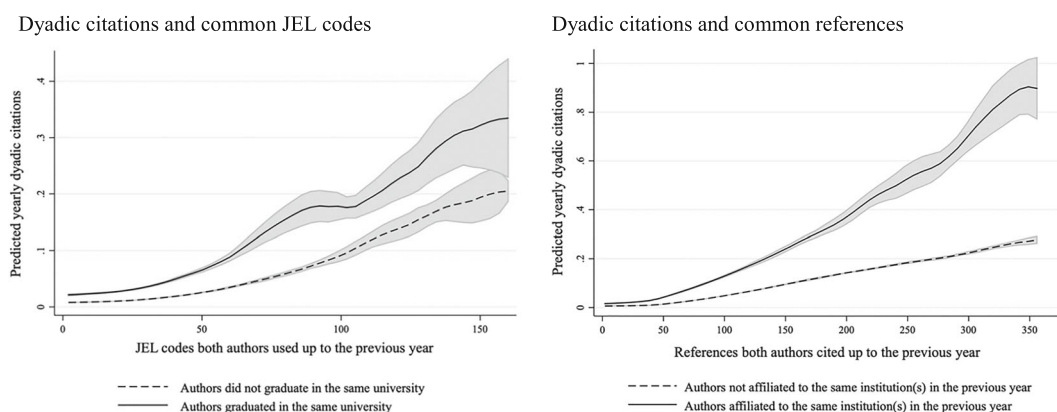 Dyadic citations and common JEL codes
Predicted yearly dyadic citations
.4
.3
.2
.1
0
0 50 100 150
JEL codes both authors used up to the previous year
Authors did not graduate in the same university
Authors graduated in the same university
Dyadic citations and common references
Predicted yearly dyadic citations
1
.8
.6
.4
.2
0
0 50 100 150 200 250 300 350
References both authors cited up to the previous year
Authors not affiliated to the same institution(s) in the previous year
Authors affiliated to the same institution(s) in the previous year